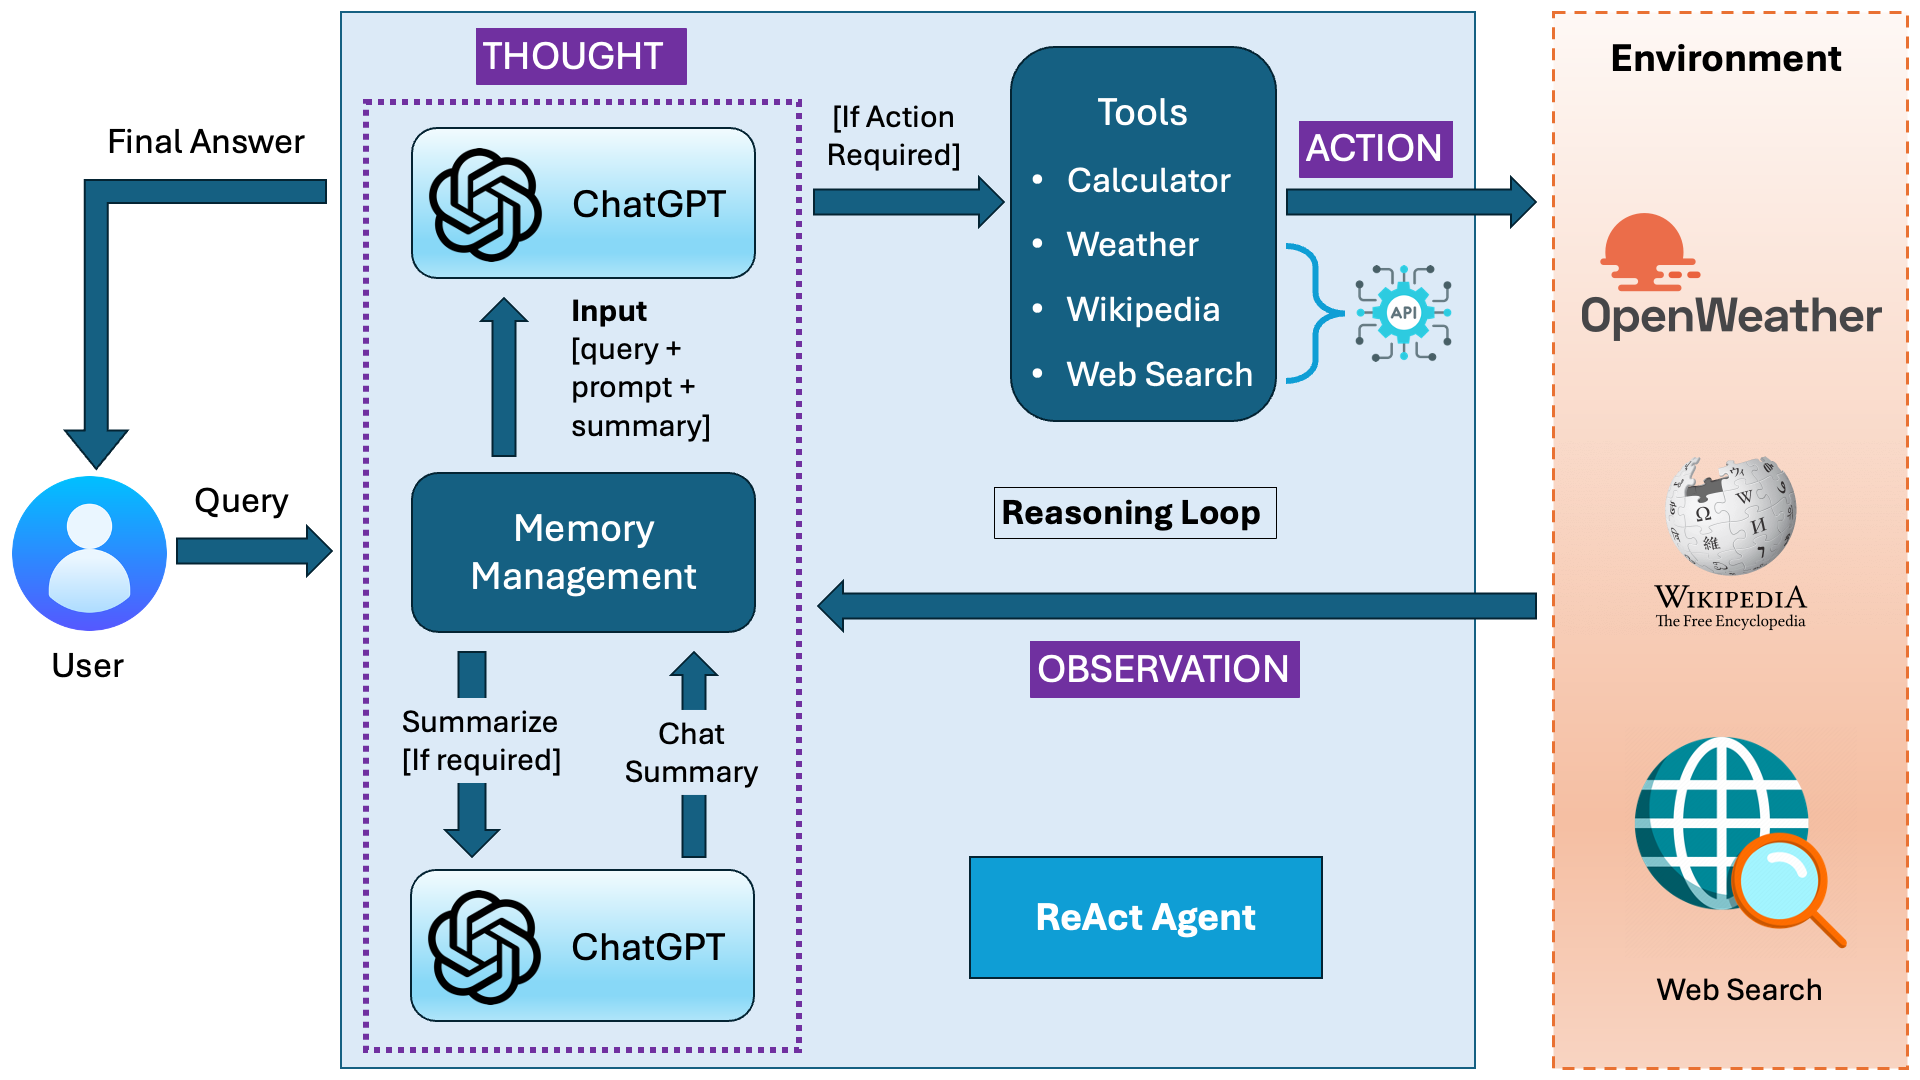 THOUGHT
Final Answer
ChatGPT
Input
[query +
prompt +
summary]
Query
User
Memory
Management
Summarize
[If required]
Chat
Summary
ChatGPT
[If Action
Required]
Tools
• Calculator
• Weather
• Wikipedia
• Web Search
ACTION
API
Reasoning Loop
OBSERVATION
ReAct Agent
Environment
OpenWeather
Ω
W
И
維
WIKIPEDIA
The Free Encyclopedia
Web Search